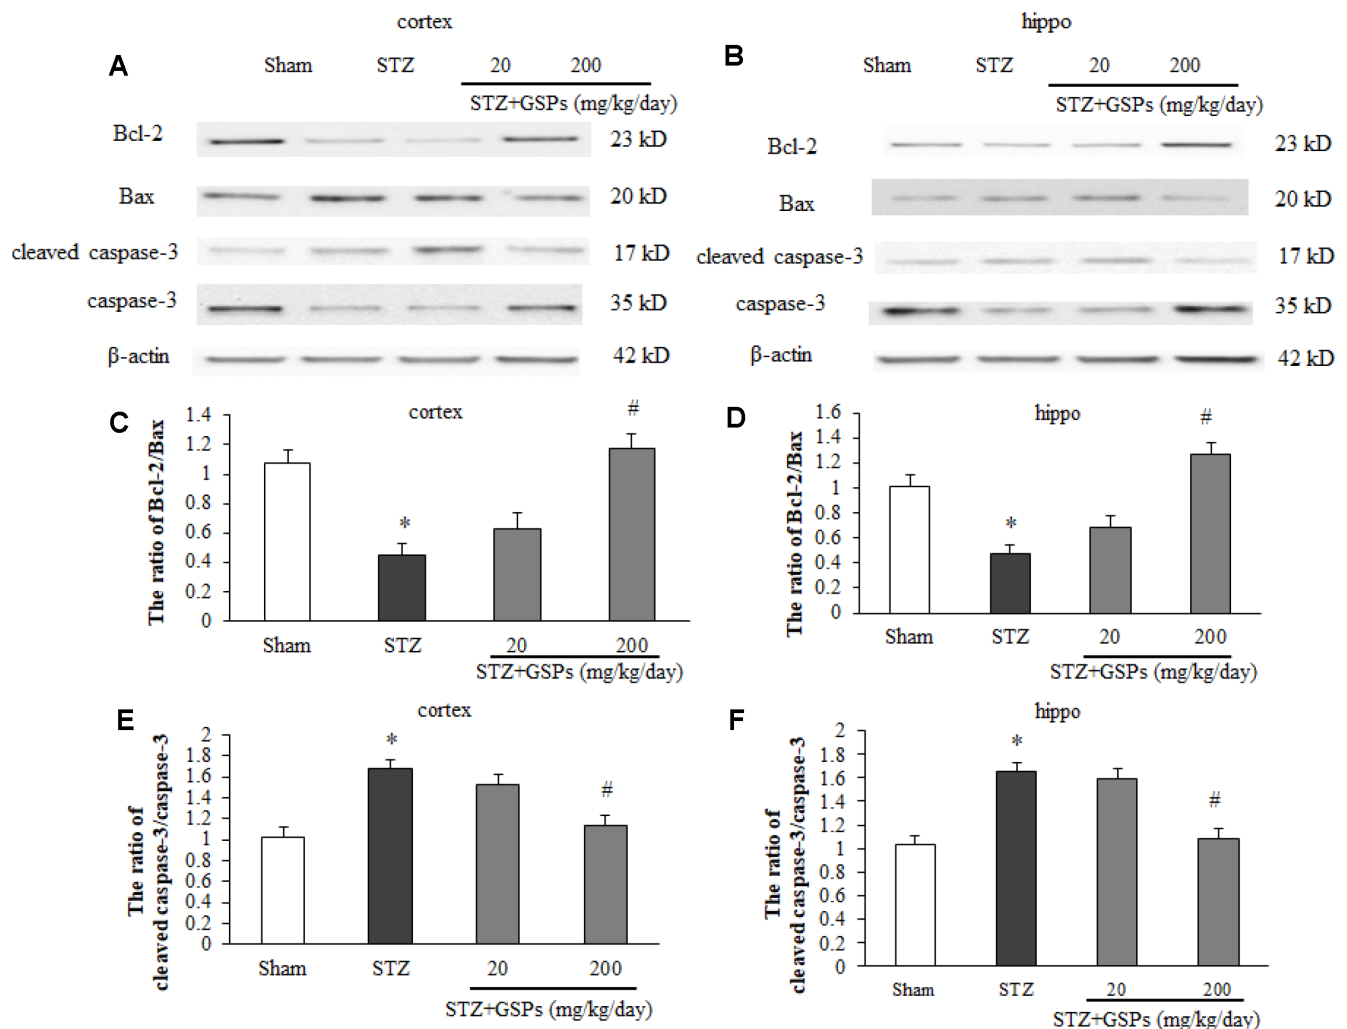 cortex
A
Sham STZ 20 200
STZ+GSPs (mg/kg/day)
Bcl-2 23 kD
Bax 20 kD
cleaved caspase-3 17 kD
caspase-3 35 kD
β-actin 42 kD
hippo
B
Sham STZ 20 200
STZ+GSPs (mg/kg/day)
Bcl-2 23 kD
Bax 20 kD
cleaved caspase-3 17 kD
caspase-3 35 kD
β-actin 42 kD
C
cortex
The ratio of Bcl-2/Bax
1.4
1.2
1
0.8
0.6
0.4
0.2
0
*
#
Sham STZ 20 200
STZ+GSPs (mg/kg/day)
D
hippo
The ratio of Bcl-2/Bax
1.6
1.4
1.2
1
0.8
0.6
0.4
0.2
0
*
#
Sham STZ 20 200
STZ+GSPs (mg/kg/day)
E
cortex
The ratio of
cleaved caspase-3/caspase-3
2
1.8
1.6
1.4
1.2
1
0.8
0.6
0.4
0.2
0
*
#
Sham STZ 20 200
STZ+GSPs (mg/kg/day)
F
hippo
The ratio of
cleaved caspase-3/caspase-3
2
1.8
1.6
1.4
1.2
1
0.8
0.6
0.4
0.2
0
*
#
Sham STZ 20 200
STZ+GSPs (mg/kg/day)